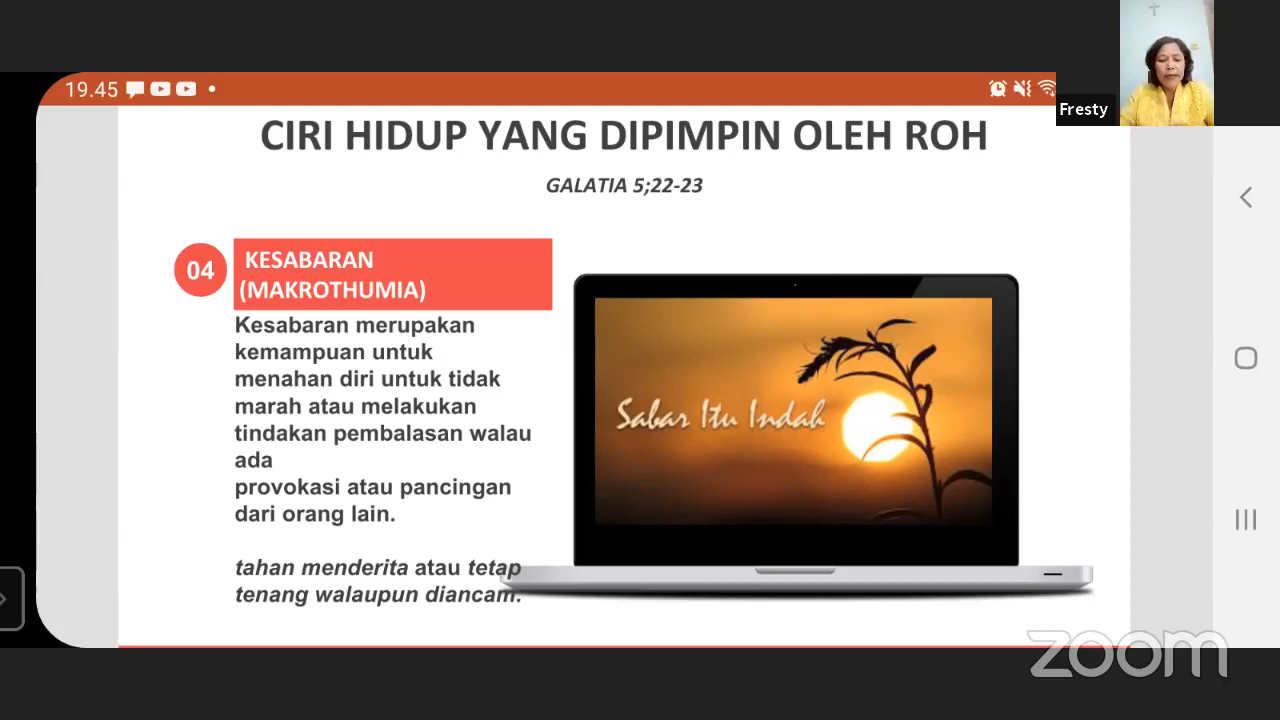 19.45
Fresty
CIRI HIDUP YANG DIPIMPIN OLEH ROH
GALATIA 5;22-23
04
KESABARAN
(MAKROTHUMIA)
Kesabaran merupakan
kemampuan untuk
menahan diri untuk tidak
marah atau melakukan
tindakan pembalasan walau
ada
provokasi atau pancingan
dari orang lain.
tahan menderita atau tetap
tenang walaupun diancam.
Sabar Itu Indah
zoom